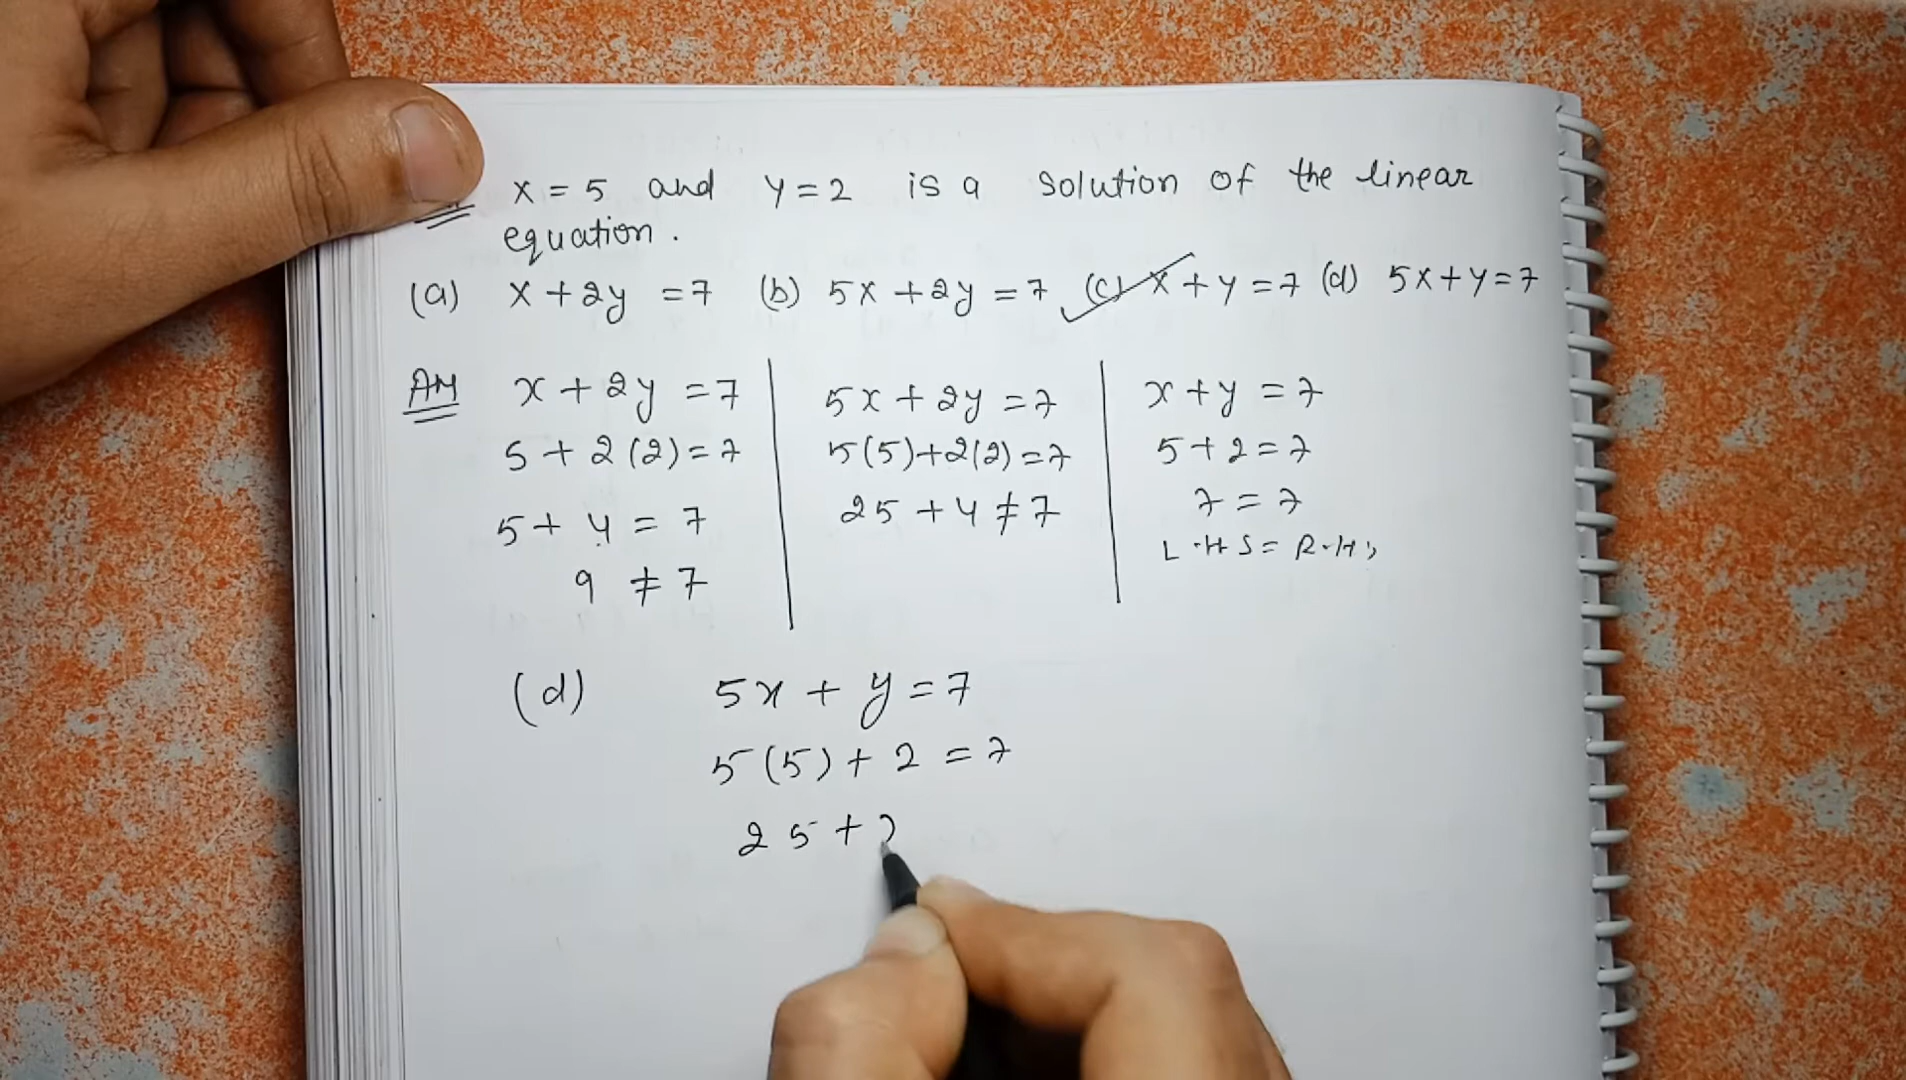 x = 5 and y = 2 is a solution of the linear
equation.
(a) x + 2y = 7 (b) 5x + 2y = 7 (c) x + y = 7 (d) 5x + y = 7
Ans x + 2y = 7
5 + 2(2) = 7
5 + 4 = 7
9 ≠ 7
5x + 2y = 7
5(5) + 2(2) = 7
25 + 4 ≠ 7
x + y = 7
5 + 2 = 7
7 = 7
L.H S = R.H S
(d) 5x + y = 7
5(5) + 2 = 7
25 + 2